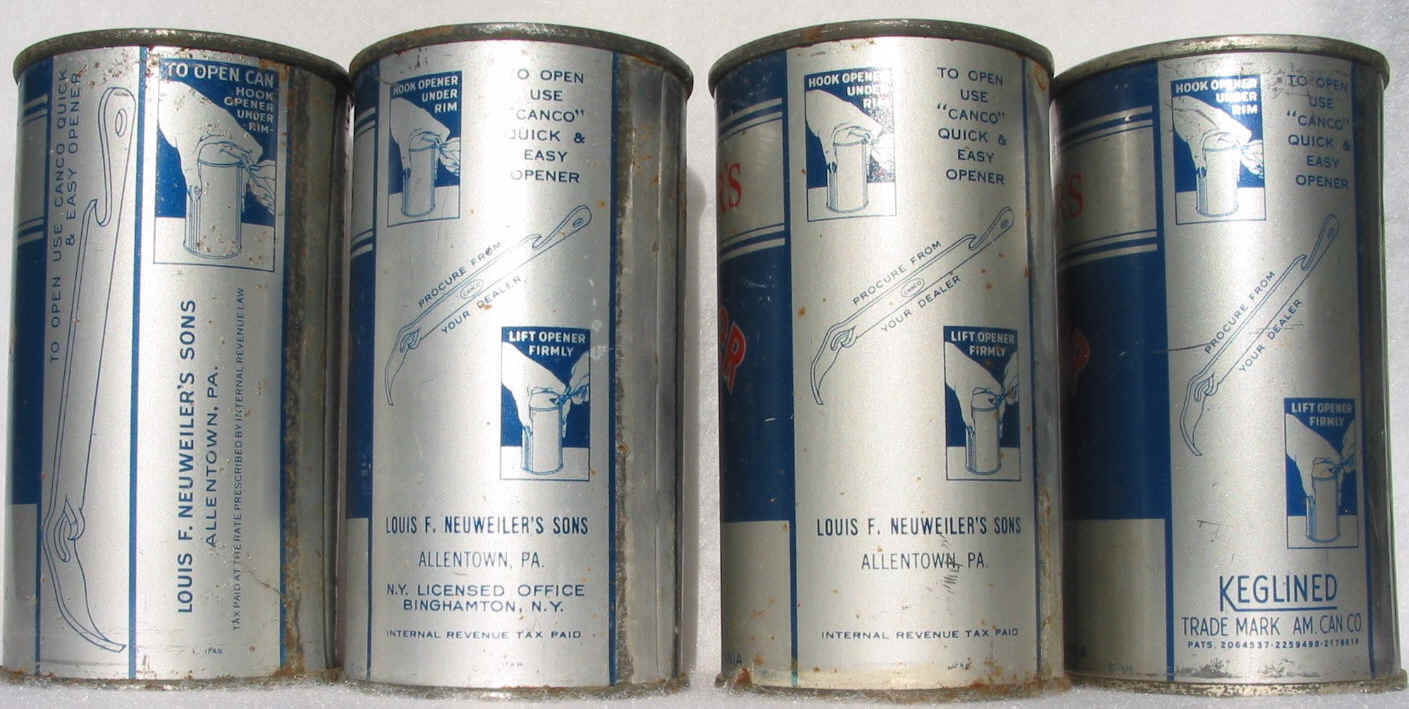 TO OPEN USE CANCO QUICK
& EASY OPENER
TO OPEN CAN
HOOK
OPENER
UNDER
RIM
LOUIS F. NEUWEILER'S SONS
ALLENTOWN, PA.
TAX PAID AT THE RATE PRESCRIBED BY INTERNAL REVENUE LAW
HOOK OPENER
UNDER
RIM
O OPEN
USE
"CANCO"
QUICK &
EASY
OPENER
PROCURE FROM
CANCO
YOUR DEALER
LIFT OPENER
FIRMLY
LOUIS F. NEUWEILER'S SONS
ALLENTOWN, PA.
N.Y. LICENSED OFFICE
BINGHAMTON, N.Y.
INTERNAL REVENUE TAX PAID
'S
HOOK OPENER
UNDER
RIM
TO OPEN
USE
"CANCO"
QUICK &
EASY
OPENER
PROCURE FROM
CANCO
YOUR DEALER
LIFT OPENER
FIRMLY
LOUIS F. NEUWEILER'S SONS
ALLENTOWN, PA.
INTERNAL REVENUE TAX PAID
HOOK OPENER
UNDER
RIM
TO OPEN
USE
"CANCO"
QUICK &
EASY
OPENER
PROCURE FROM
YOUR DEALER
LIFT OPENER
FIRMLY
KEGLINED
TRADE MARK AM. CAN CO.
PATS. 2064537-2259498-2178618